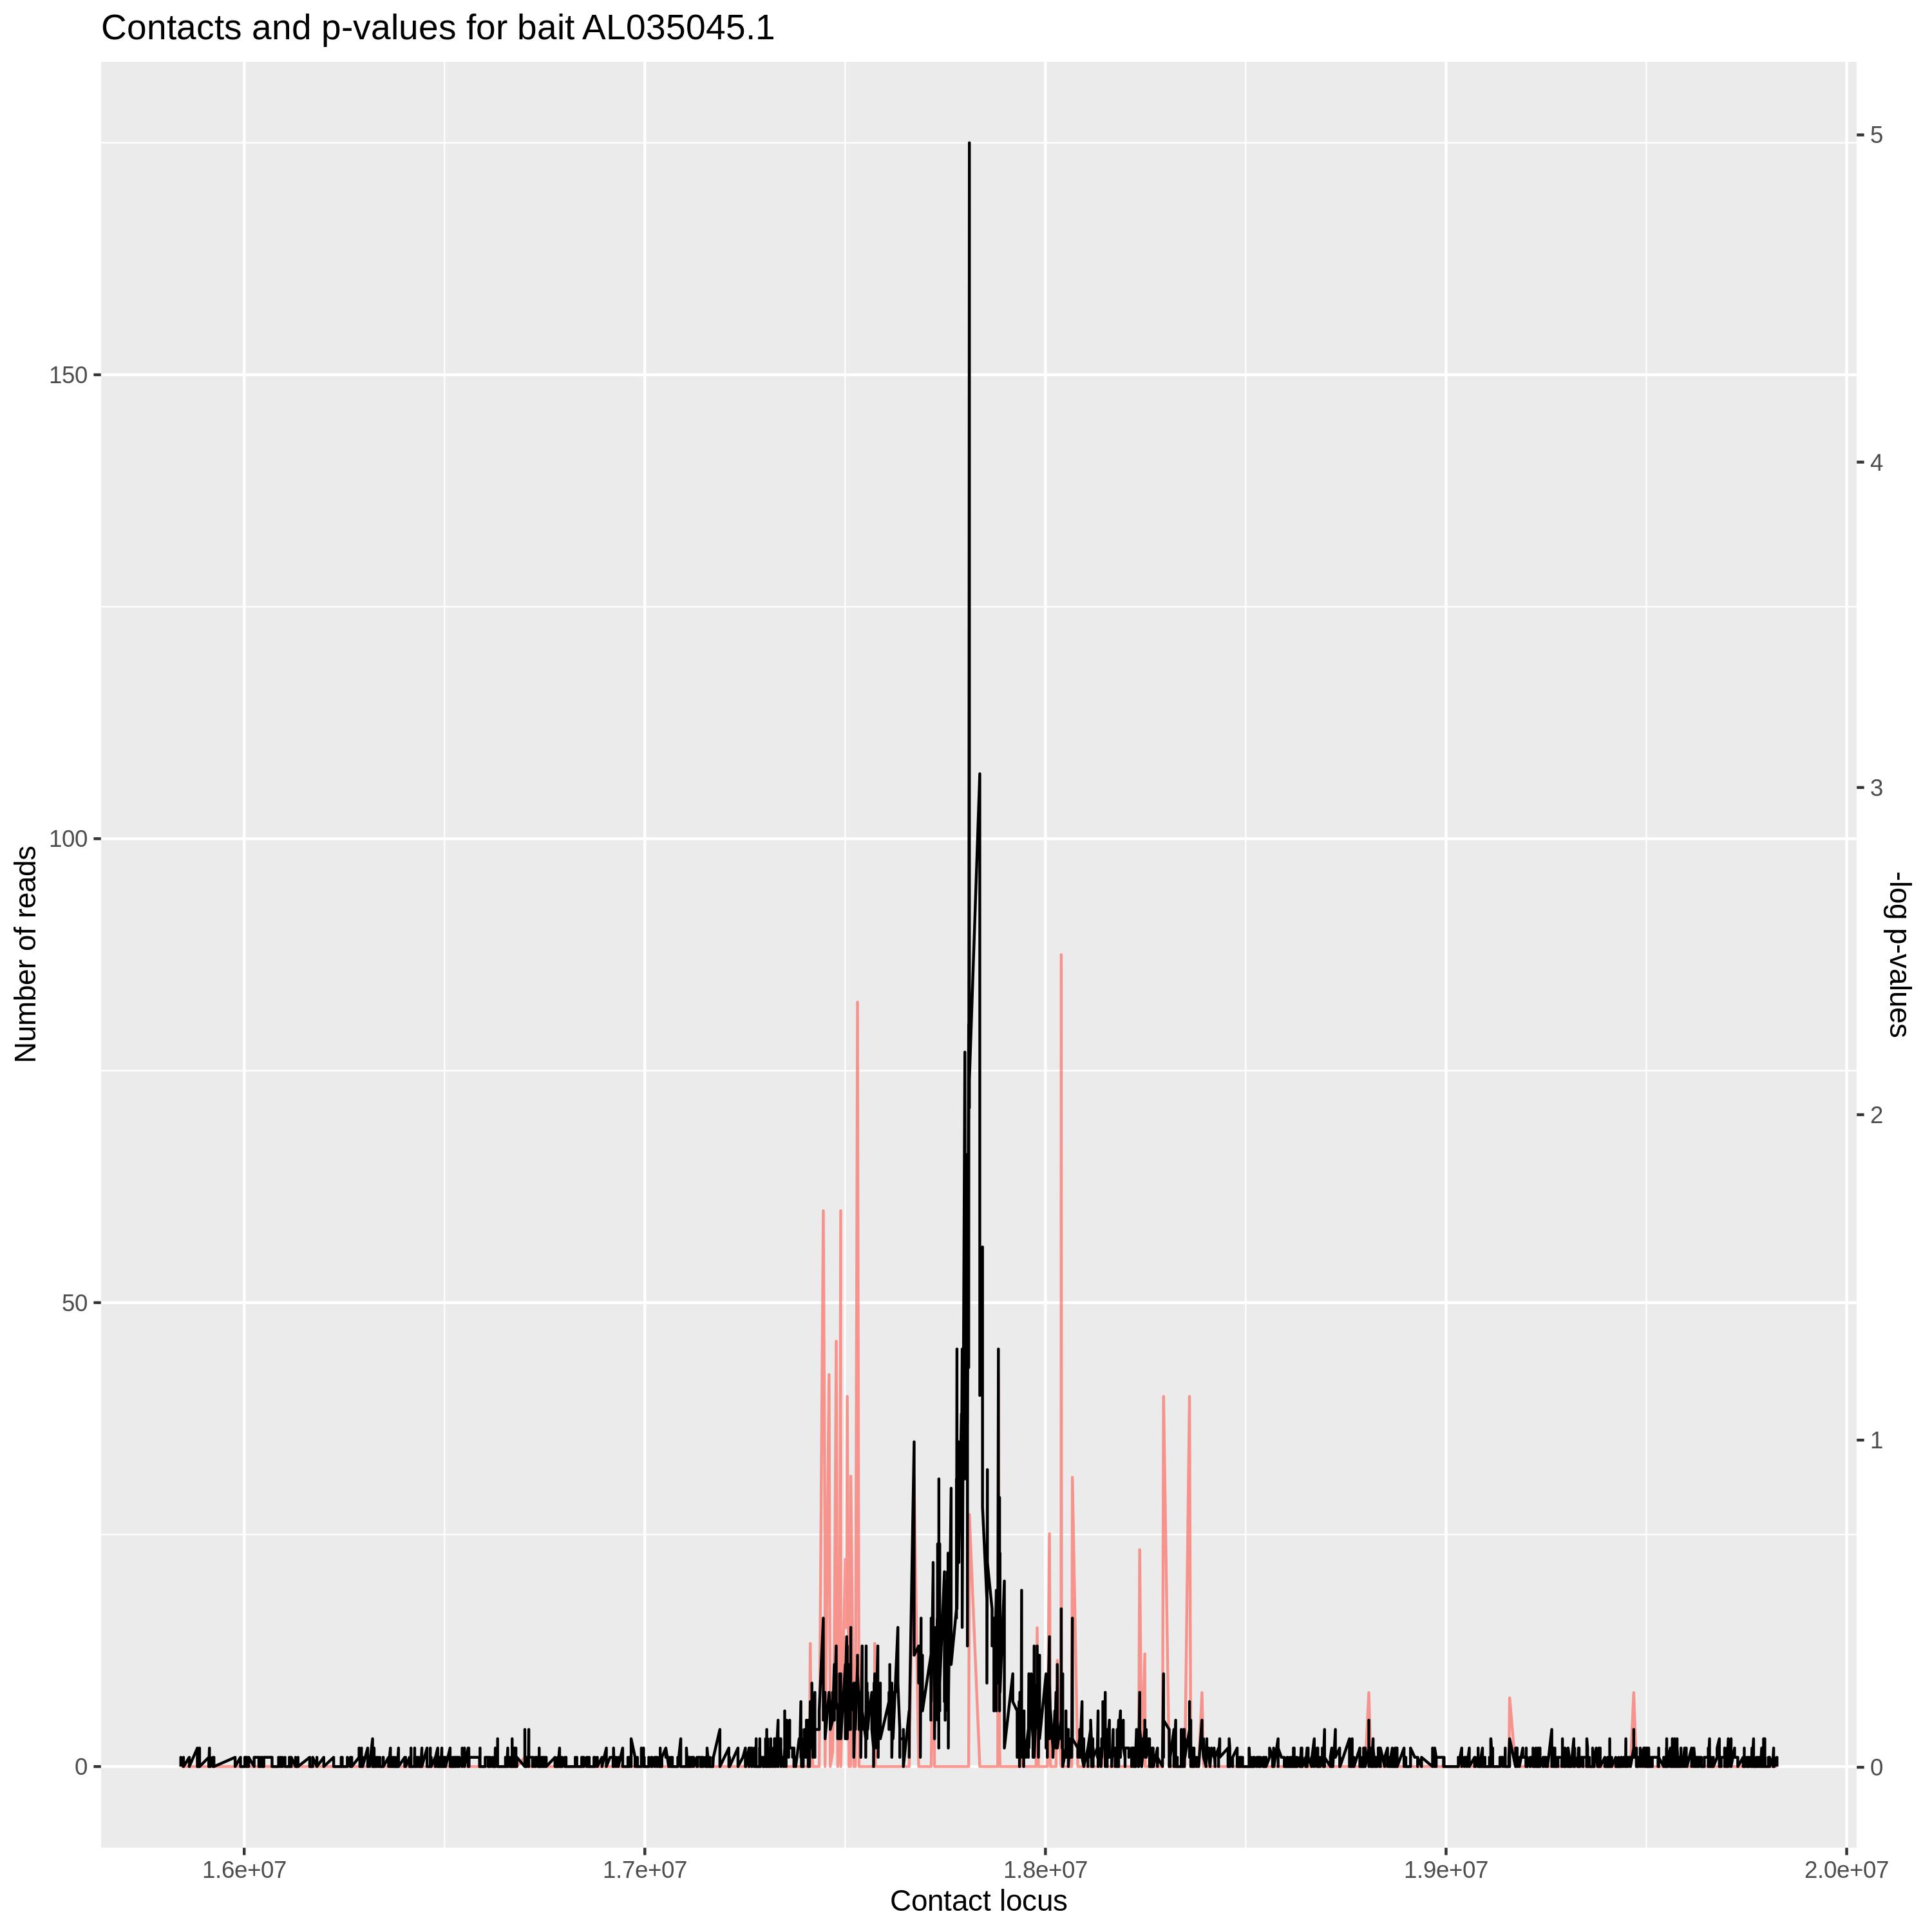 Contacts and p-values for bait AL035045.1
Number of reads
150
100
50
0
5
4
3
2
1
0
-log p-values
1.6e+07 1.7e+07 1.8e+07 1.9e+07 2.0e+07
Contact locus